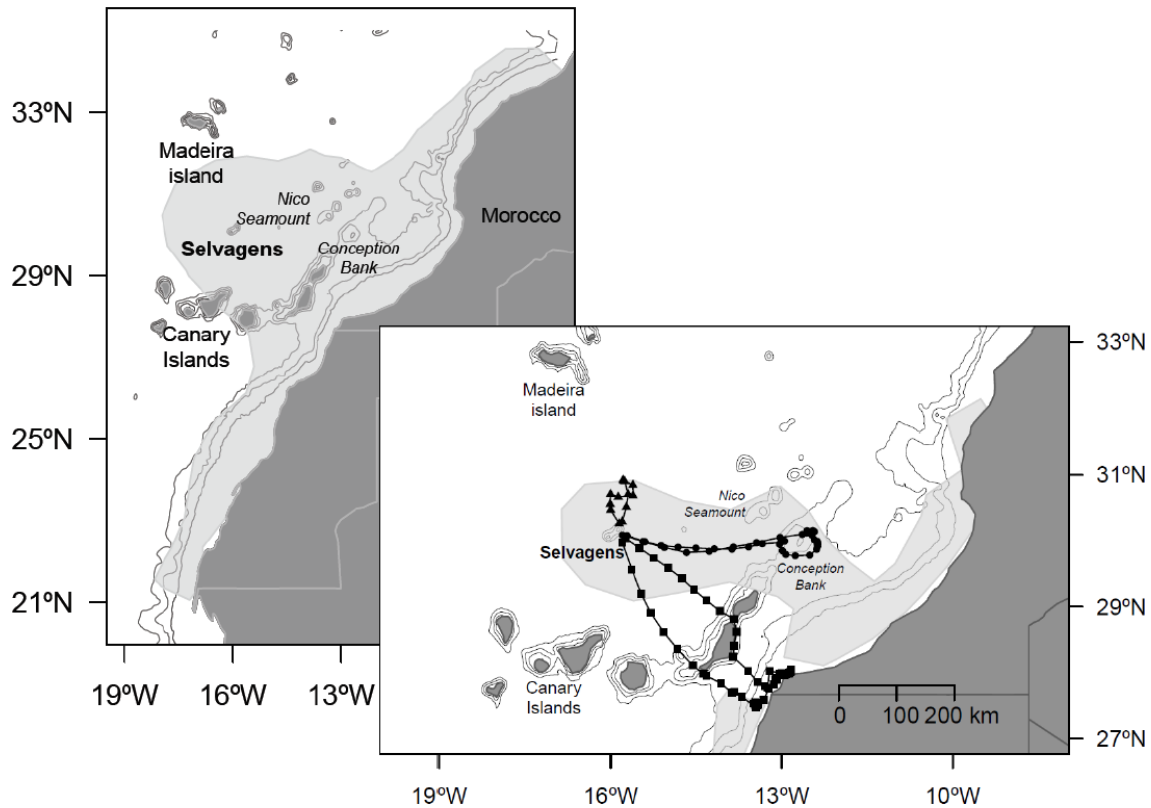 33ºN
Madeira
island
Nico
Seamount
Morocco
Selvagens
Conception
Bank
29ºN
Canary
Islands
25ºN
21ºN
19ºW
16ºW
13ºW
33ºN
Madeira
island
31ºN
Nico
Seamount
Selvagens
Conception
Bank
29ºN
Canary
Islands
0 100 200 km
27ºN
19ºW
16ºW
13ºW
10ºW